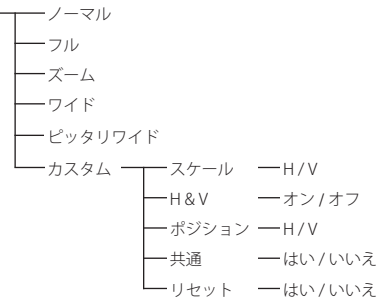 ノーマル
フル
ズーム
ワイド
ピッタリワイド
カスタム スケール H / V
H & V オン / オフ
ポジション H / V
共通 はい / いいえ
リセット はい / いいえ